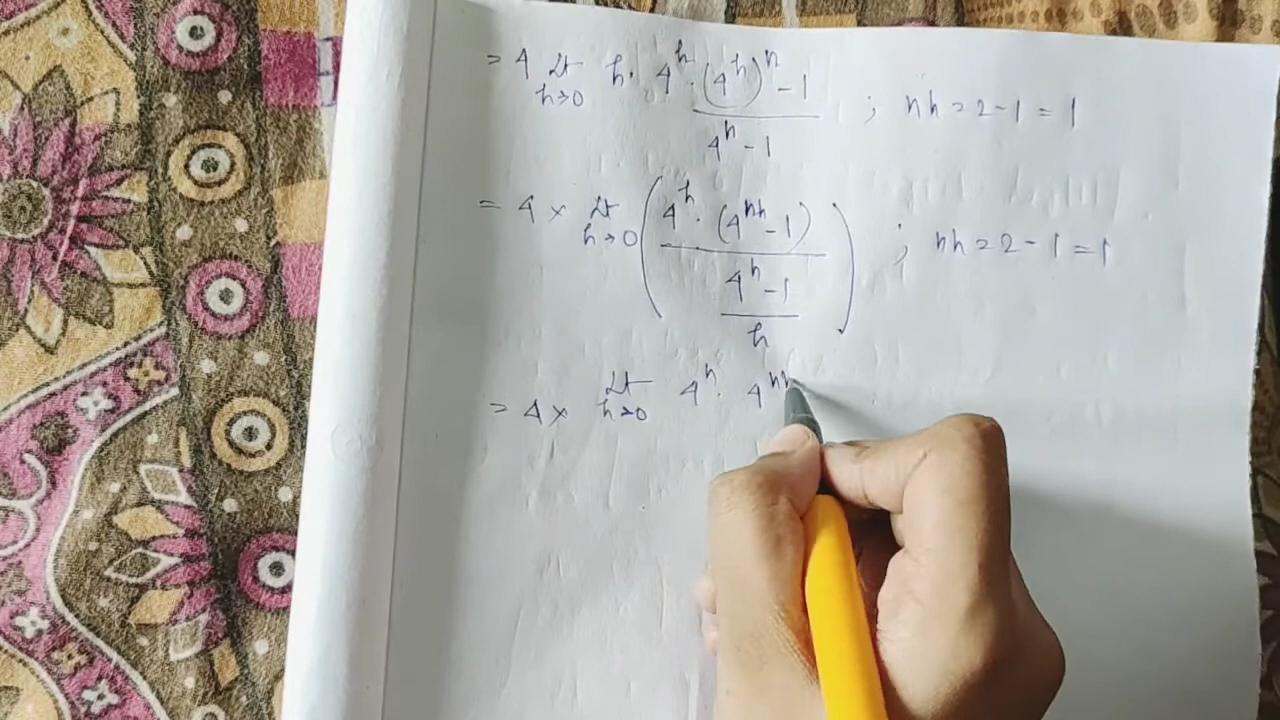 = 4 Lt h→0 h. 4^h. ((4^h)^n - 1)/(4^h - 1) ; nh = 2 - 1 = 1
= 4 × Lt h→0 ((4^h. (4^nh - 1))/((4^h - 1)/h)) ; nh = 2 - 1 = 1
= 4 × Lt h→0 4^h. 4^nh